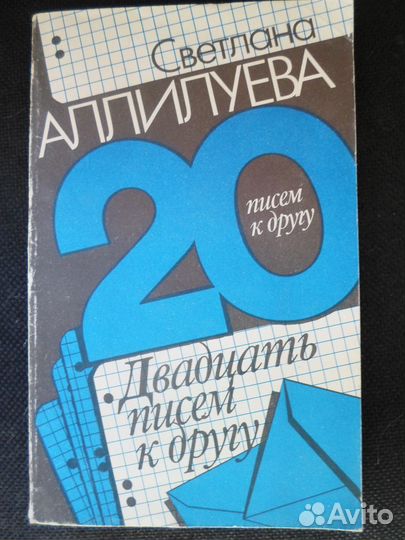 Светлана
АЛЛИЛУЕВА
20
писем
к другу
Двадцать
писем
к другу
Avito